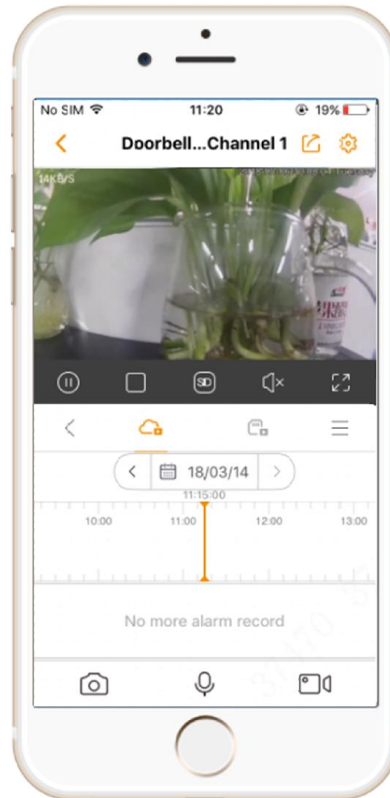 No SIM 11:20 19%
Doorbell...Channel 1
14KB/S
SD
18/03/14
11:15:00
10:00 11:00 12:00 13:00
No more alarm record